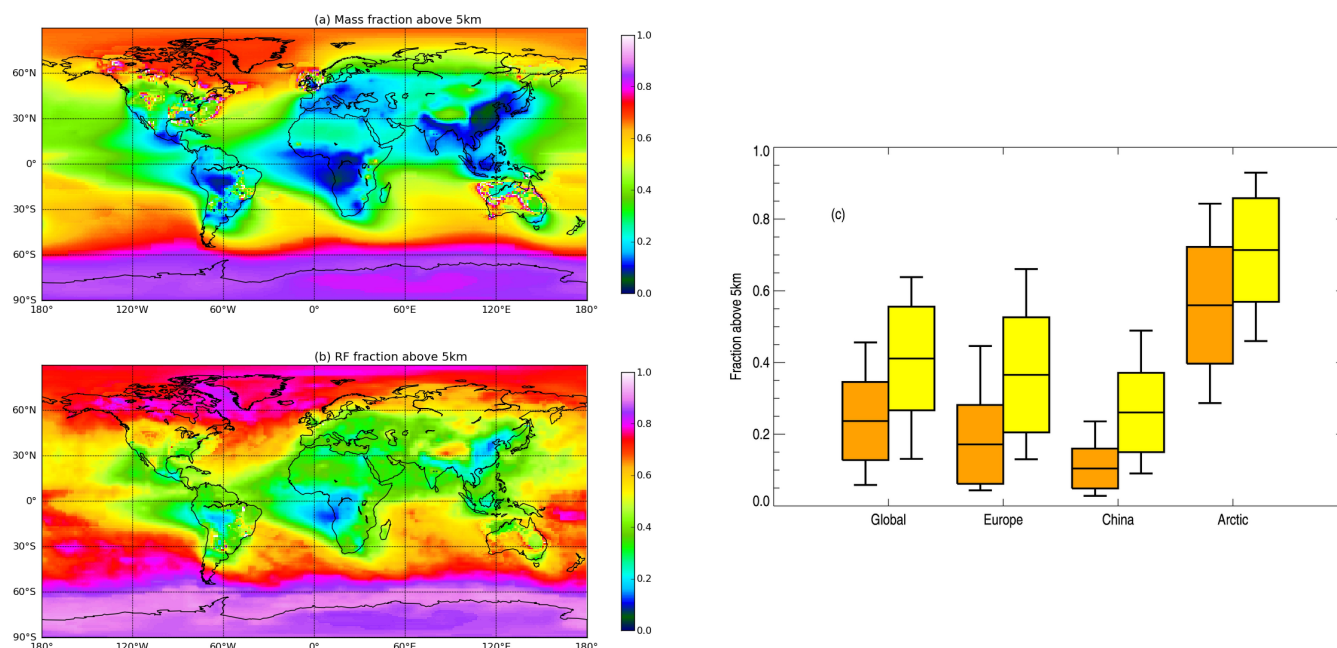 (a) Mass fraction above 5km
60°N
30°N
0°
30°S
60°S
90°S
180°
120°W
60°W
0°
60°E
120°E
180°
1.0
0.8
0.6
0.4
0.2
0.0
(b) RF fraction above 5km
60°N
30°N
0°
30°S
60°S
90°S
180°
120°W
60°W
0°
60°E
120°E
180°
1.0
0.8
0.6
0.4
0.2
0.0
(c)
Fraction above 5km
1.0
0.8
0.6
0.4
0.2
0.0
Global
Europe
China
Arctic